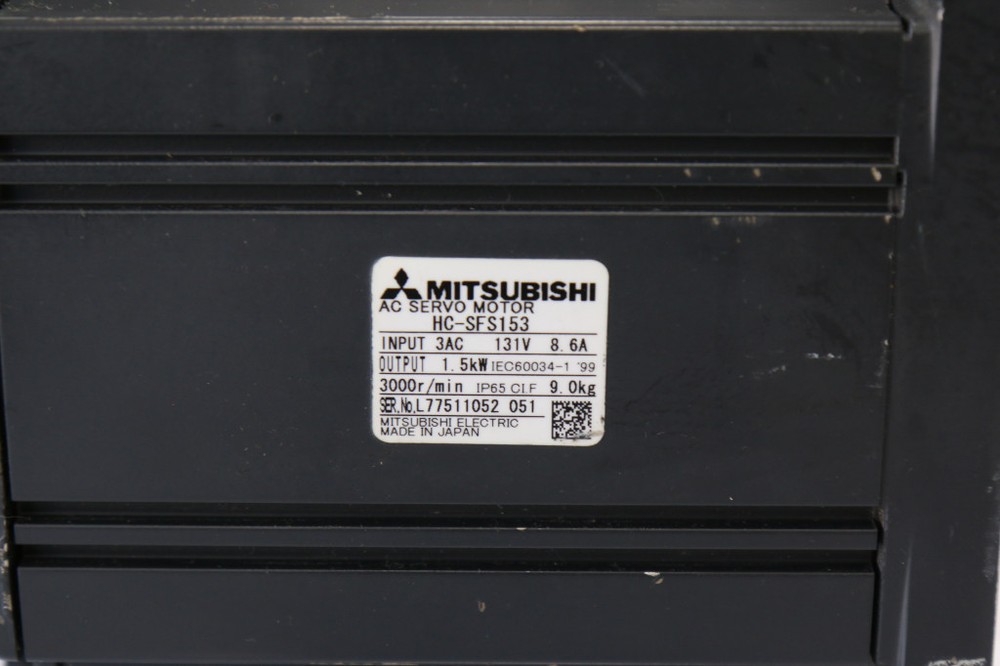 MITSUBISHI
AC SERVO MOTOR
HC-SFS153
INPUT 3AC 131V 8.6A
OUTPUT 1.5kW IEC60034-1 '99
3000r/min IP65 CI.F 9.0kg
SER.No.L77511052 051
MITSUBISHI ELECTRIC
MADE IN JAPAN